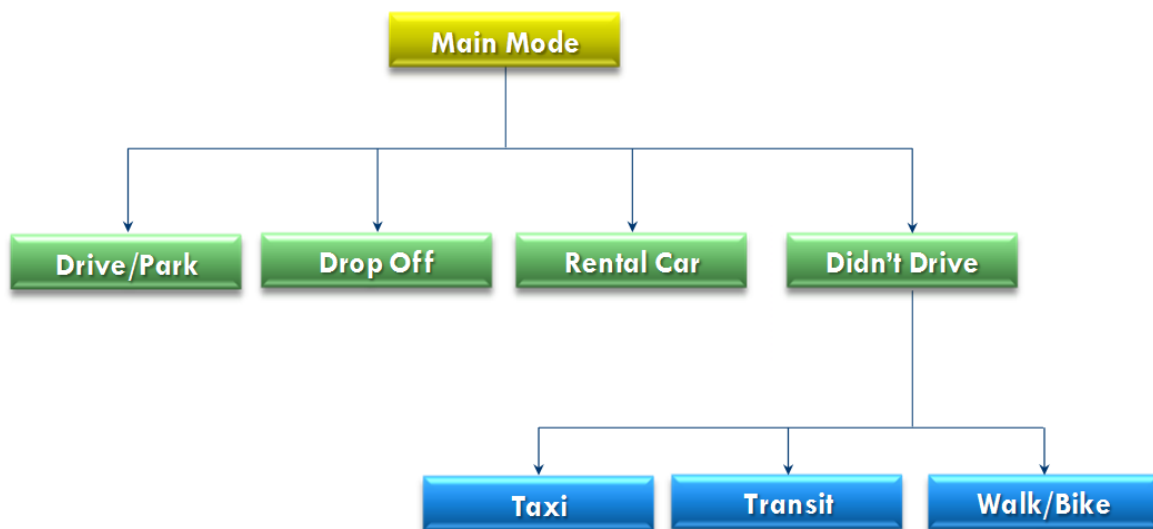 Main Mode
Drive/Park
Drop Off
Rental Car
Didn't Drive
Taxi
Transit
Walk/Bike